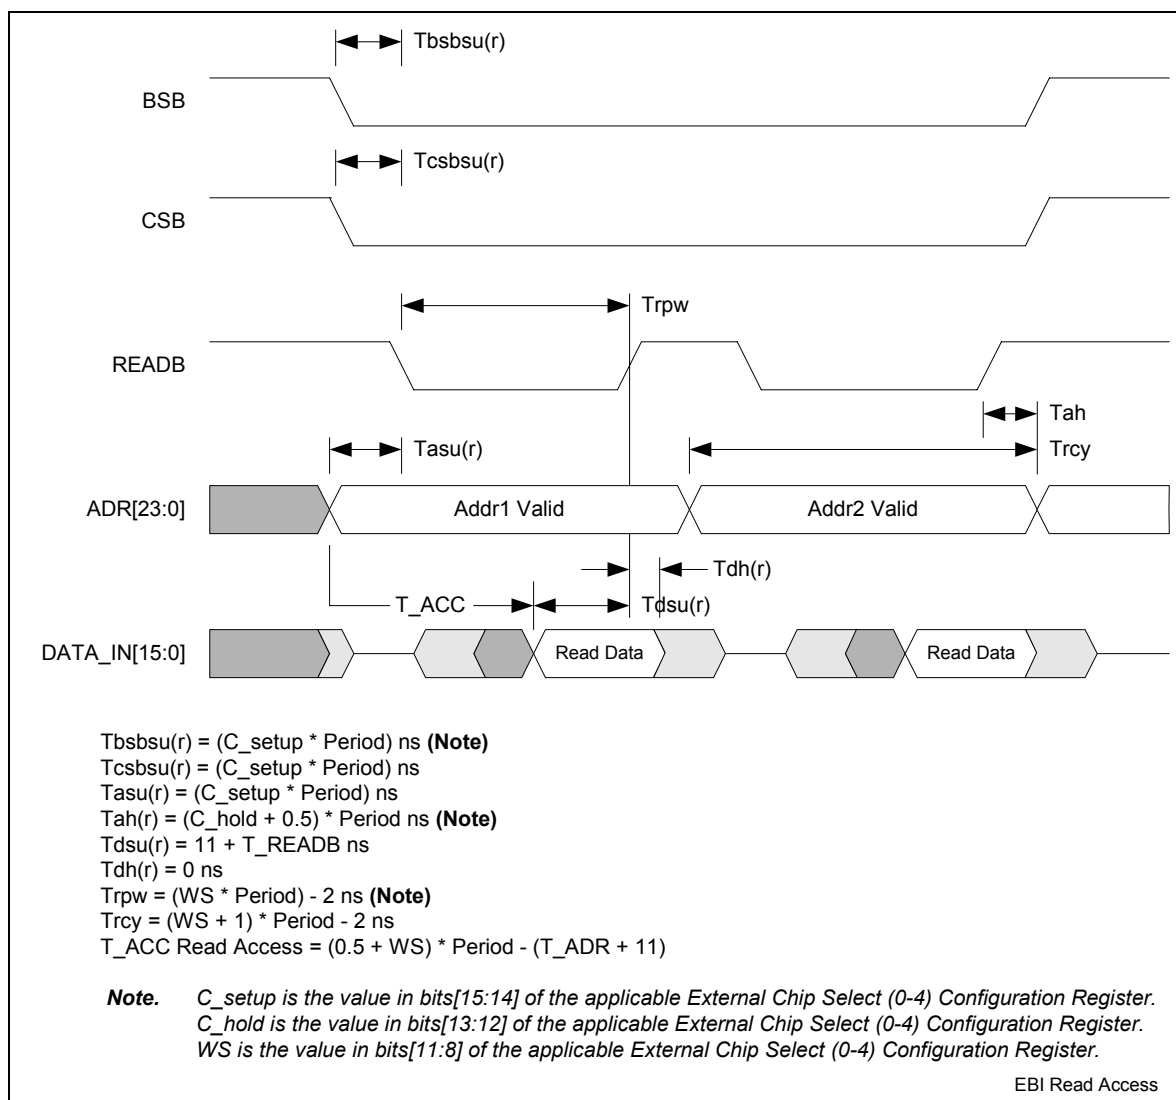 Tbsbsu(r)
BSB
Tcsbsu(r)
CSB
Trpw
READB
Tah
Tasu(r)
Trcy
ADR[23:0]
Addr1 Valid
Addr2 Valid
Tdh(r)
T_ACC
Tdsu(r)
DATA_IN[15:0]
Read Data
Read Data
Tbsbsu(r) = (C_setup * Period) ns (Note)
Tcsbsu(r) = (C_setup * Period) ns
Tasu(r) = (C_setup * Period) ns
Tah(r) = (C_hold + 0.5) * Period ns (Note)
Tdsu(r) = 11 + T_READB ns
Tdh(r) = 0 ns
Trpw = (WS * Period) - 2 ns (Note)
Trcy = (WS + 1) * Period - 2 ns
T_ACC Read Access = (0.5 + WS) * Period - (T_ADR + 11)
Note. C_setup is the value in bits[15:14] of the applicable External Chip Select (0-4) Configuration Register.
C_hold is the value in bits[13:12] of the applicable External Chip Select (0-4) Configuration Register.
WS is the value in bits[11:8] of the applicable External Chip Select (0-4) Configuration Register.
EBI Read Access